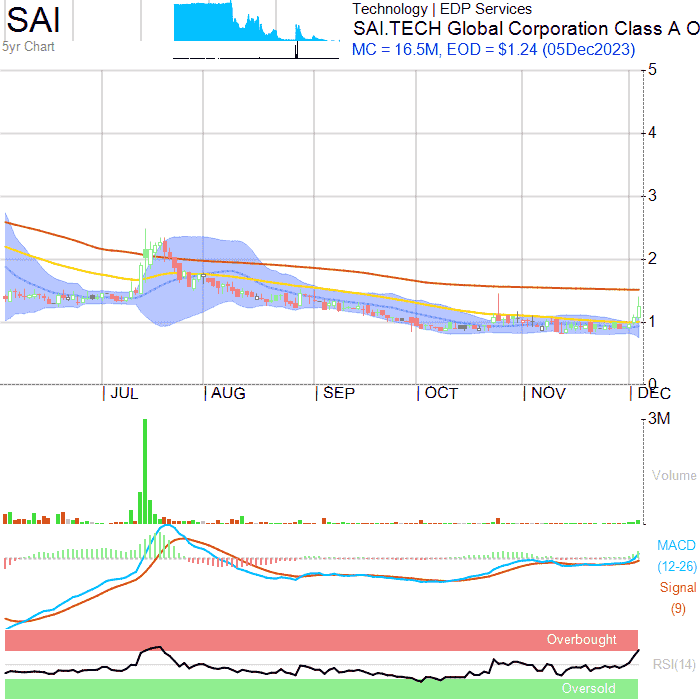 SAI
5yr Chart
Technology | EDP Services
SAI.TECH Global Corporation Class A O
MC = 16.5M, EOD = $1.24 (05Dec2023)
5
4
3
2
1
0
JUL AUG SEP OCT NOV DEC
3M
Volume
MACD
(12-26)
Signal
(9)
Overbought
RSI(14)
Oversold